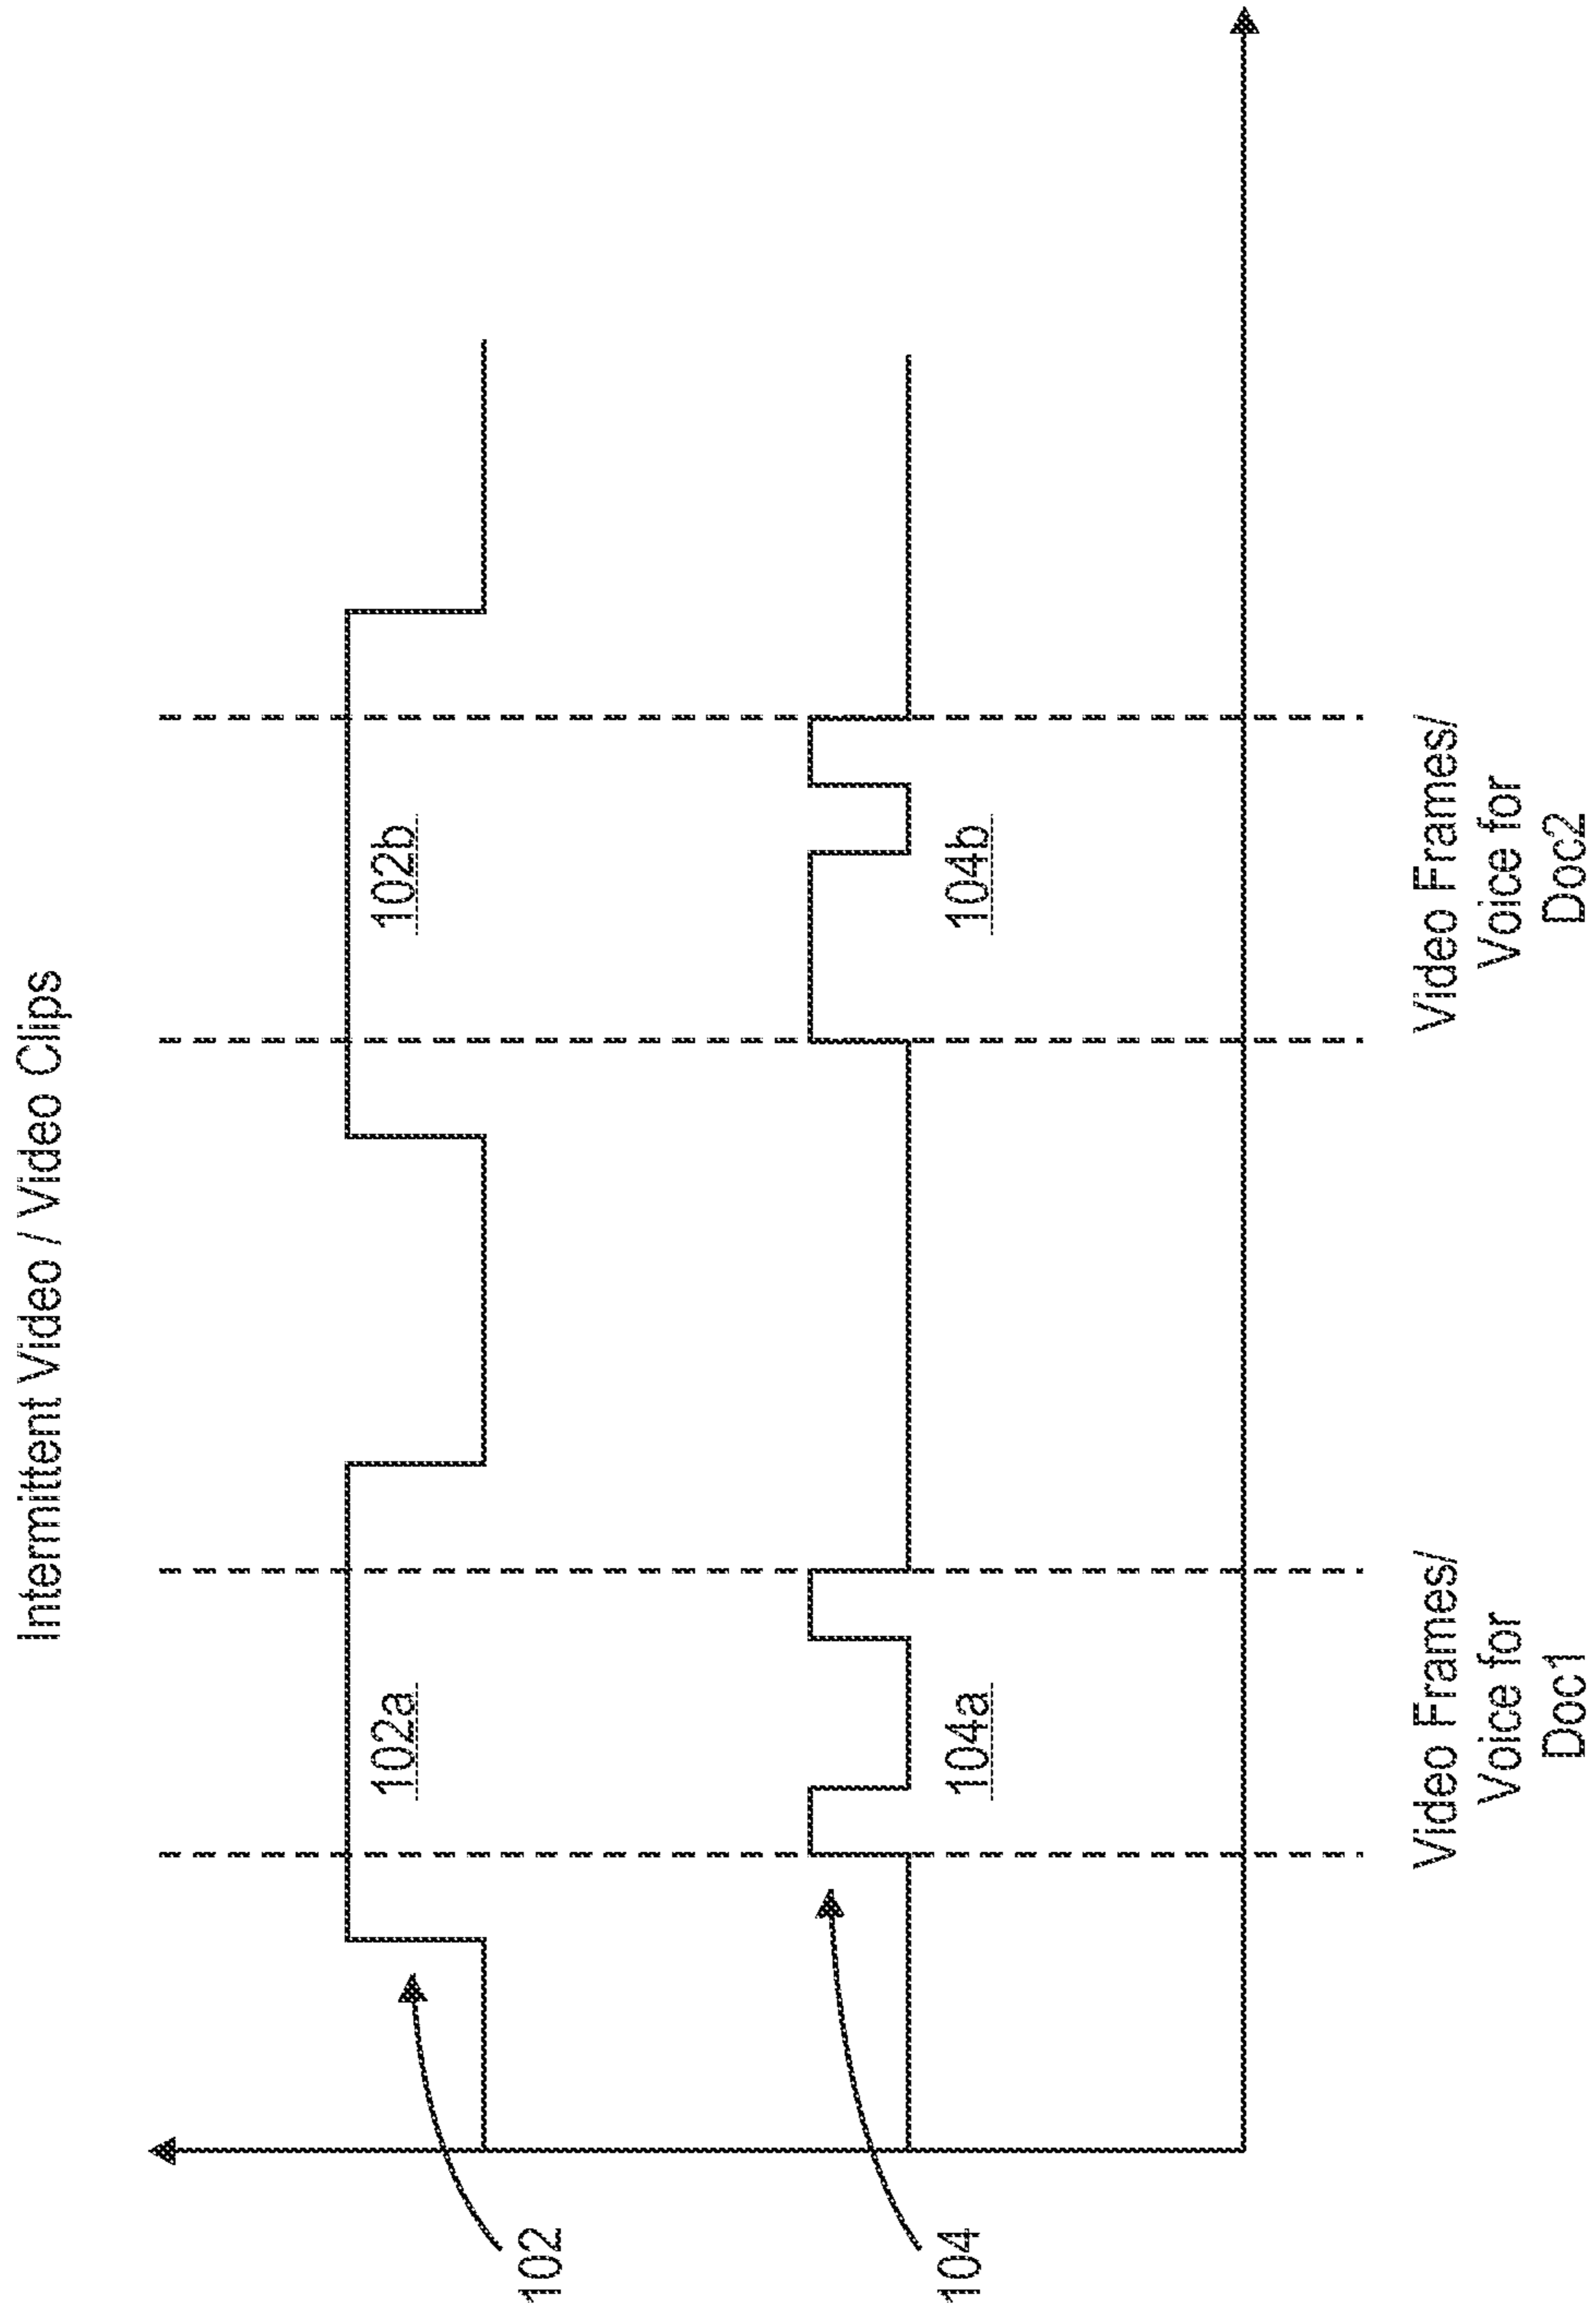 Intermittent Video / Video Clips
102
102a
102b
104
104a
104b
Video Frames/
Voice for
Doc1
Video Frames/
Voice for
Doc2